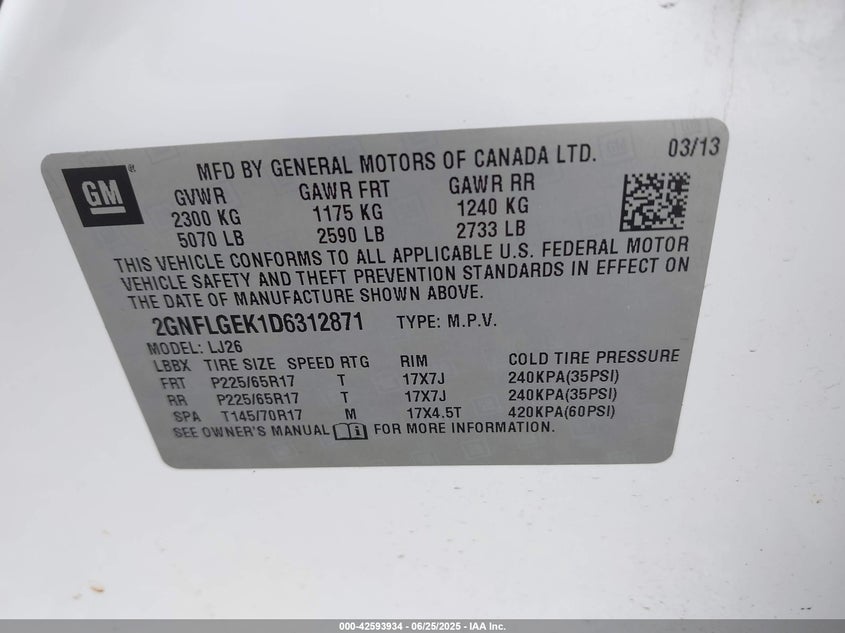 GM
MFD BY GENERAL MOTORS OF CANADA LTD. 03/13
GVWR GAWR FRT GAWR RR
2300 KG 1175 KG 1240 KG
5070 LB 2590 LB 2733 LB
THIS VEHICLE CONFORMS TO ALL APPLICABLE U.S. FEDERAL MOTOR
VEHICLE SAFETY AND THEFT PREVENTION STANDARDS IN EFFECT ON
THE DATE OF MANUFACTURE SHOWN ABOVE.
2GNFLGEK1D6312871 TYPE: M.P.V.
MODEL: LJ26
LBBX TIRE SIZE SPEED RTG RIM COLD TIRE PRESSURE
FRT P225/65R17 T 17X7J 240KPA(35PSI)
RR P225/65R17 T 17X7J 240KPA(35PSI)
SPA T145/70R17 M 17X4.5T 420KPA(60PSI)
SEE OWNER'S MANUAL FOR MORE INFORMATION.
000-42593934 - 06/25/2025 - IAA Inc.